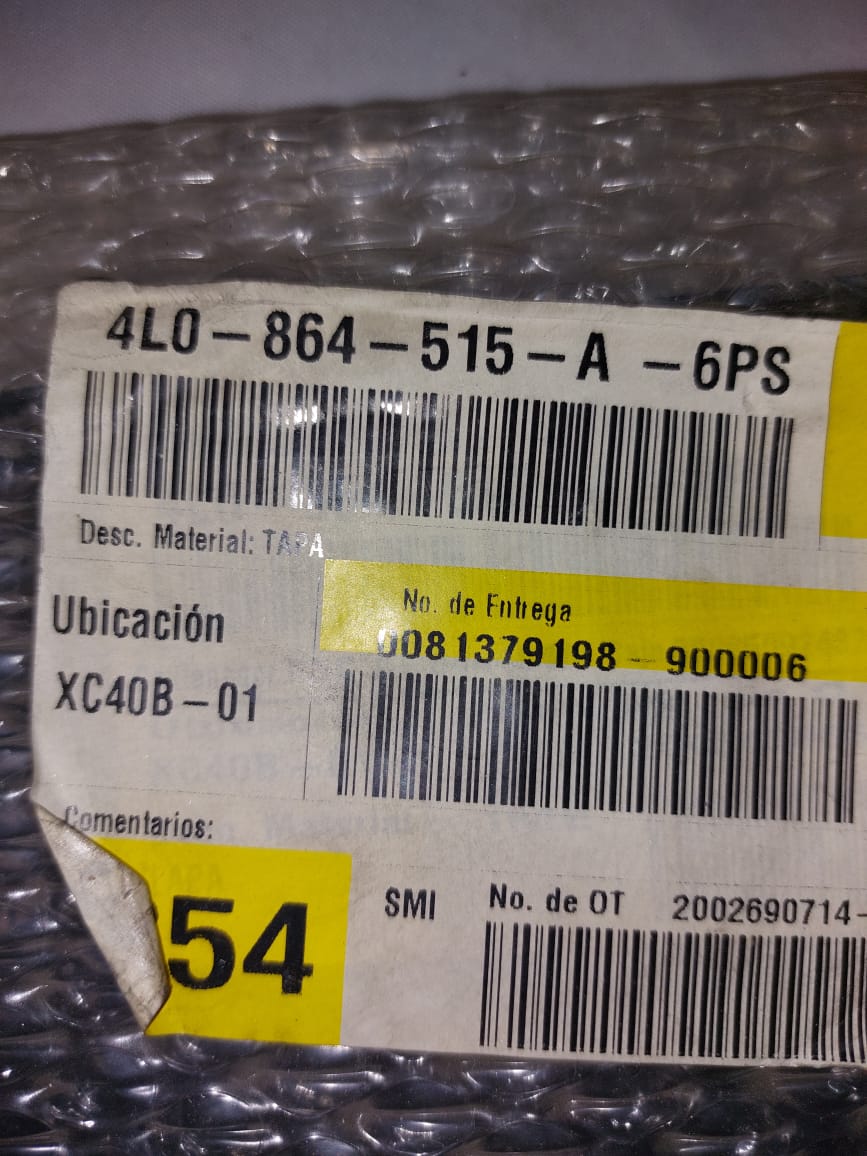 4L0-864-515-A -6PS
Desc. Material: TAPA
Ubicación
XC40B-01
No. de Entrega
0081379198-900006
Comentarios:
54
SMI
No. de OT 2002690714-